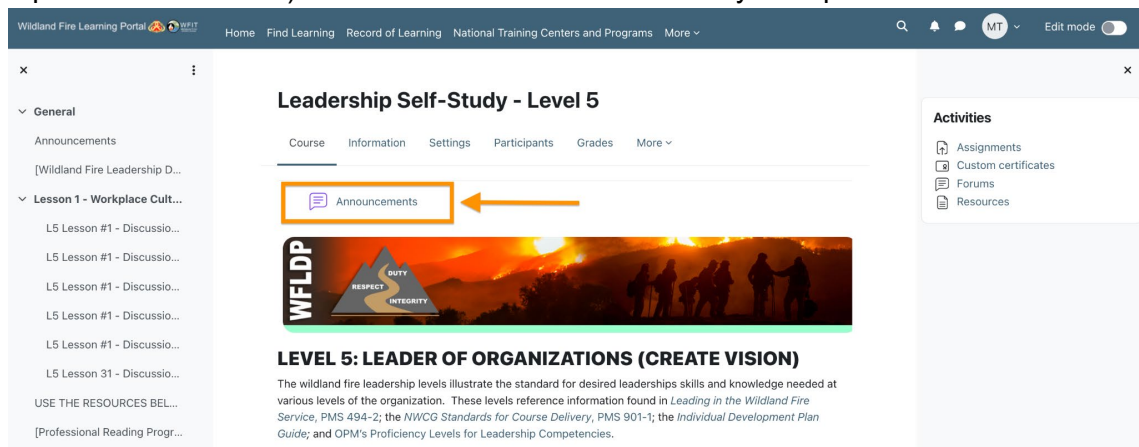 Wildland Fire Learning Portal WFIT
Home Find Learning Record of Learning National Training Centers and Programs More
MT Edit mode
General
Announcements
[Wildland Fire Leadership D...
Lesson 1 - Workplace Cult...
L5 Lesson #1 - Discussio...
L5 Lesson #1 - Discussio...
L5 Lesson #1 - Discussio...
L5 Lesson #1 - Discussio...
L5 Lesson #1 - Discussio...
L5 Lesson 31 - Discussio...
USE THE RESOURCES BEL...
[Professional Reading Progr...
Leadership Self-Study - Level 5
Course Information Settings Participants Grades More
Announcements
WFLDP
DUTY
RESPECT
INTEGRITY
LEVEL 5: LEADER OF ORGANIZATIONS (CREATE VISION)
The wildland fire leadership levels illustrate the standard for desired leaderships skills and knowledge needed at
various levels of the organization. These levels reference information found in Leading in the Wildland Fire
Service, PMS 494-2; the NWCG Standards for Course Delivery, PMS 901-1; the Individual Development Plan
Guide; and OPM's Proficiency Levels for Leadership Competencies.
Activities
Assignments
Custom certificates
Forums
Resources